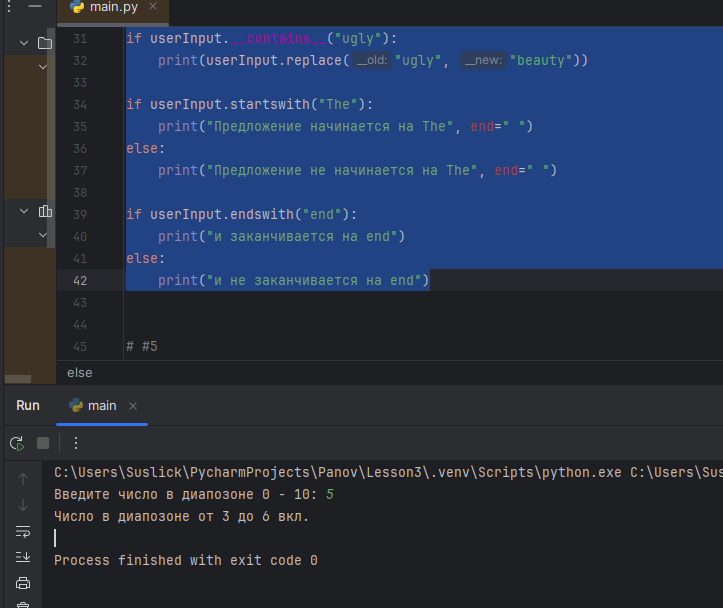 main.py
31 if userInput.__contains__("ugly"):
32 print(userInput.replace(__old: "ugly", __new: "beauty"))
33
34 if userInput.startswith("The"):
35 print("Предложение начинается на The", end=" ")
36 else:
37 print("Предложение не начинается на The", end=" ")
38
39 if userInput.endswith("end"):
40 print("и заканчивается на end")
41 else:
42 print("и не заканчивается на end")
43
44
45 # #5
else
Run main
C:\Users\Suslick\PycharmProjects\Panov\Lesson3\.venv\Scripts\python.exe C:\Users\Sus
Введите число в диапозоне 0 - 10: 5
Число в диапозоне от 3 до 6 вкл.
Process finished with exit code 0